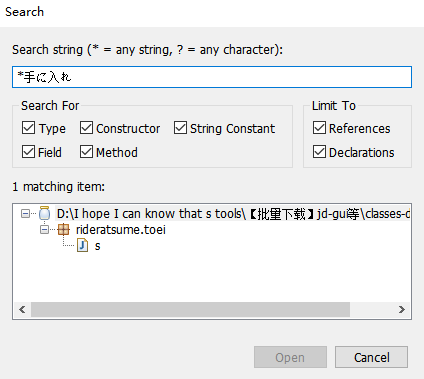 Search
Search string (* = any string, ? = any character):
*手に入れ
Search For
Limit To
Type
Constructor
String Constant
References
Field
Method
Declarations
1 matching item:
D:\I hope I can know that s tools\【批量下载】jd-gui等\classes-d
rideratsume.toei
s
Open
Cancel